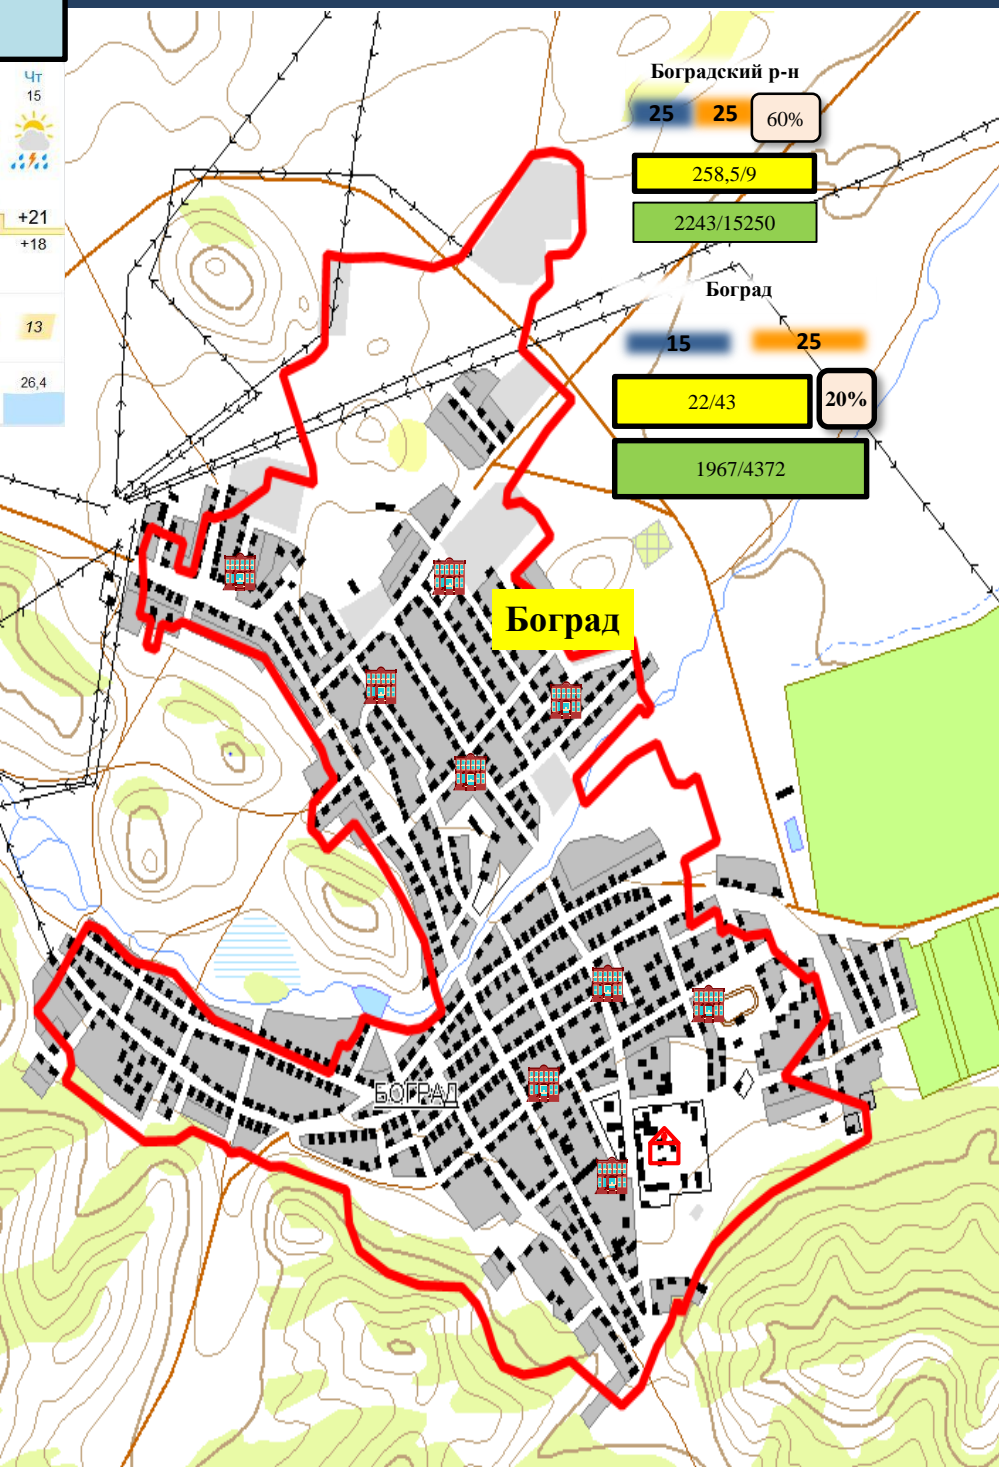 Чт
15
+21
+18
13
26,4
Боградский р-н
25 25 60%
258,5/9
2243/15250
Боград
15 25
22/43 20%
1967/4372
Боград
БОГРАД